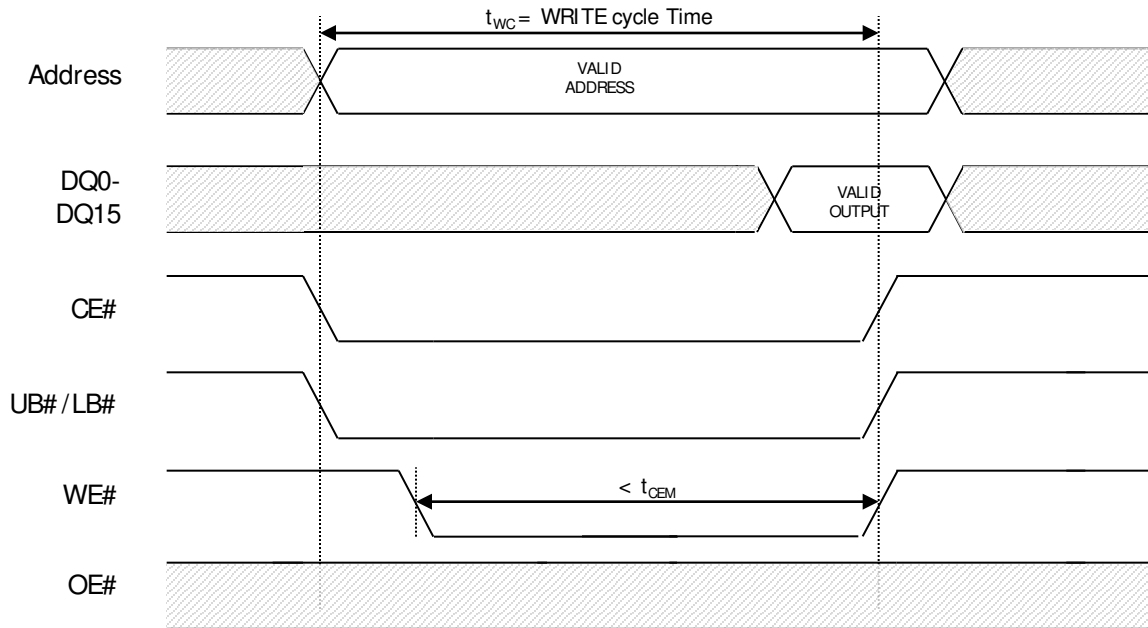 tWC = WRITE cycle Time
Address
VALID
ADDRESS
DQ0-
DQ15
VALID
OUTPUT
CE#
UB# / LB#
WE#
< tCEM
OE#